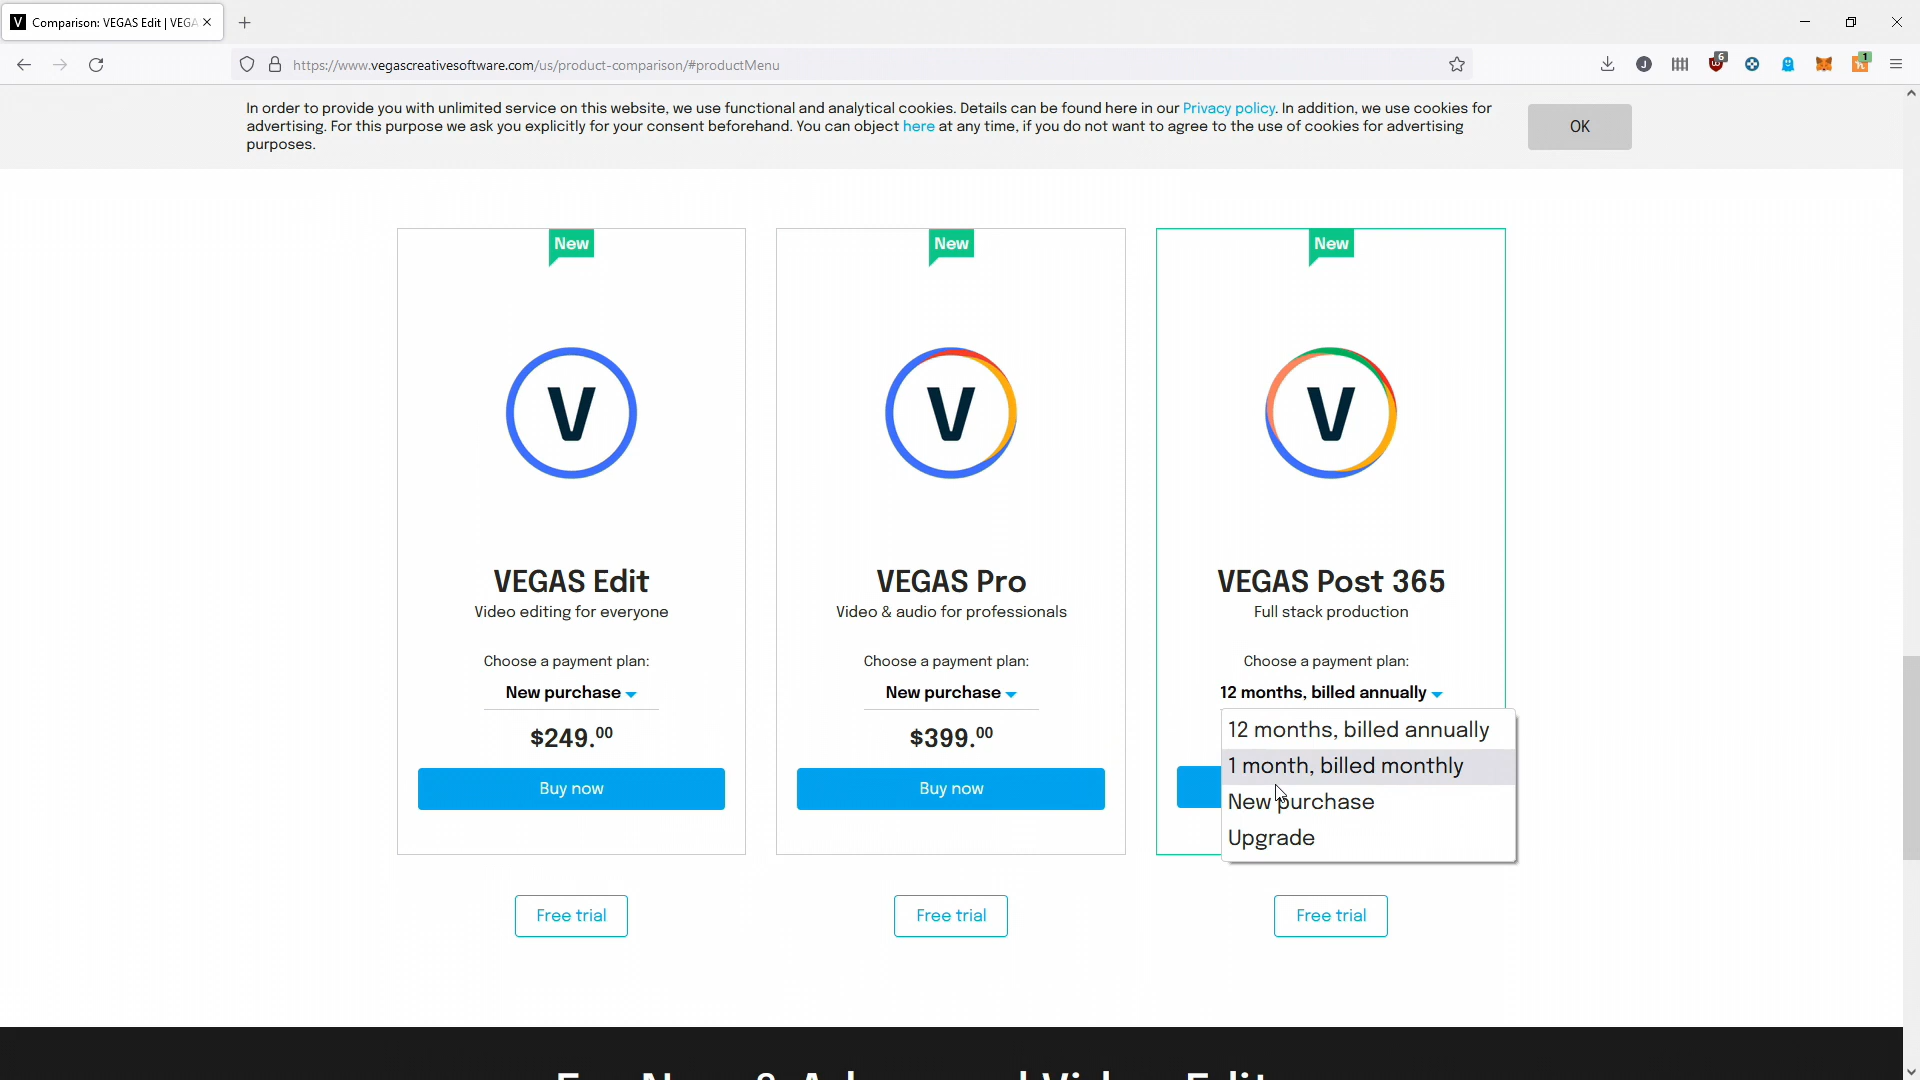 V
Comparison: VEGAS Edit | VEGA
https://www.vegascreativesoftware.com/us/product-comparison/#productMenu
J
6
1
In order to provide you with unlimited service on this website, we use functional and analytical cookies. Details can be found here in our Privacy policy. In addition, we use cookies for
advertising. For this purpose we ask you explicitly for your consent beforehand. You can object here at any time, if you do not want to agree to the use of cookies for advertising
purposes.
OK
New
V
VEGAS Edit
Video editing for everyone
Choose a payment plan:
New purchase
$249.00
Buy now
Free trial
New
V
VEGAS Pro
Video & audio for professionals
Choose a payment plan:
New purchase
$399.00
Buy now
Free trial
New
V
VEGAS Post 365
Full stack production
Choose a payment plan:
12 months, billed annually
12 months, billed annually
1 month, billed monthly
New purchase
Upgrade
Free trial